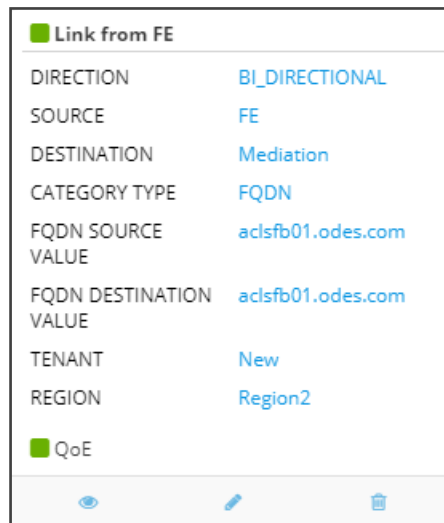 Link from FE
DIRECTION BI_DIRECTIONAL
SOURCE FE
DESTINATION Mediation
CATEGORY TYPE FQDN
FQDN SOURCE aclsfb01.odes.com
VALUE
FQDN DESTINATION aclsfb01.odes.com
VALUE
TENANT New
REGION Region2
QoE